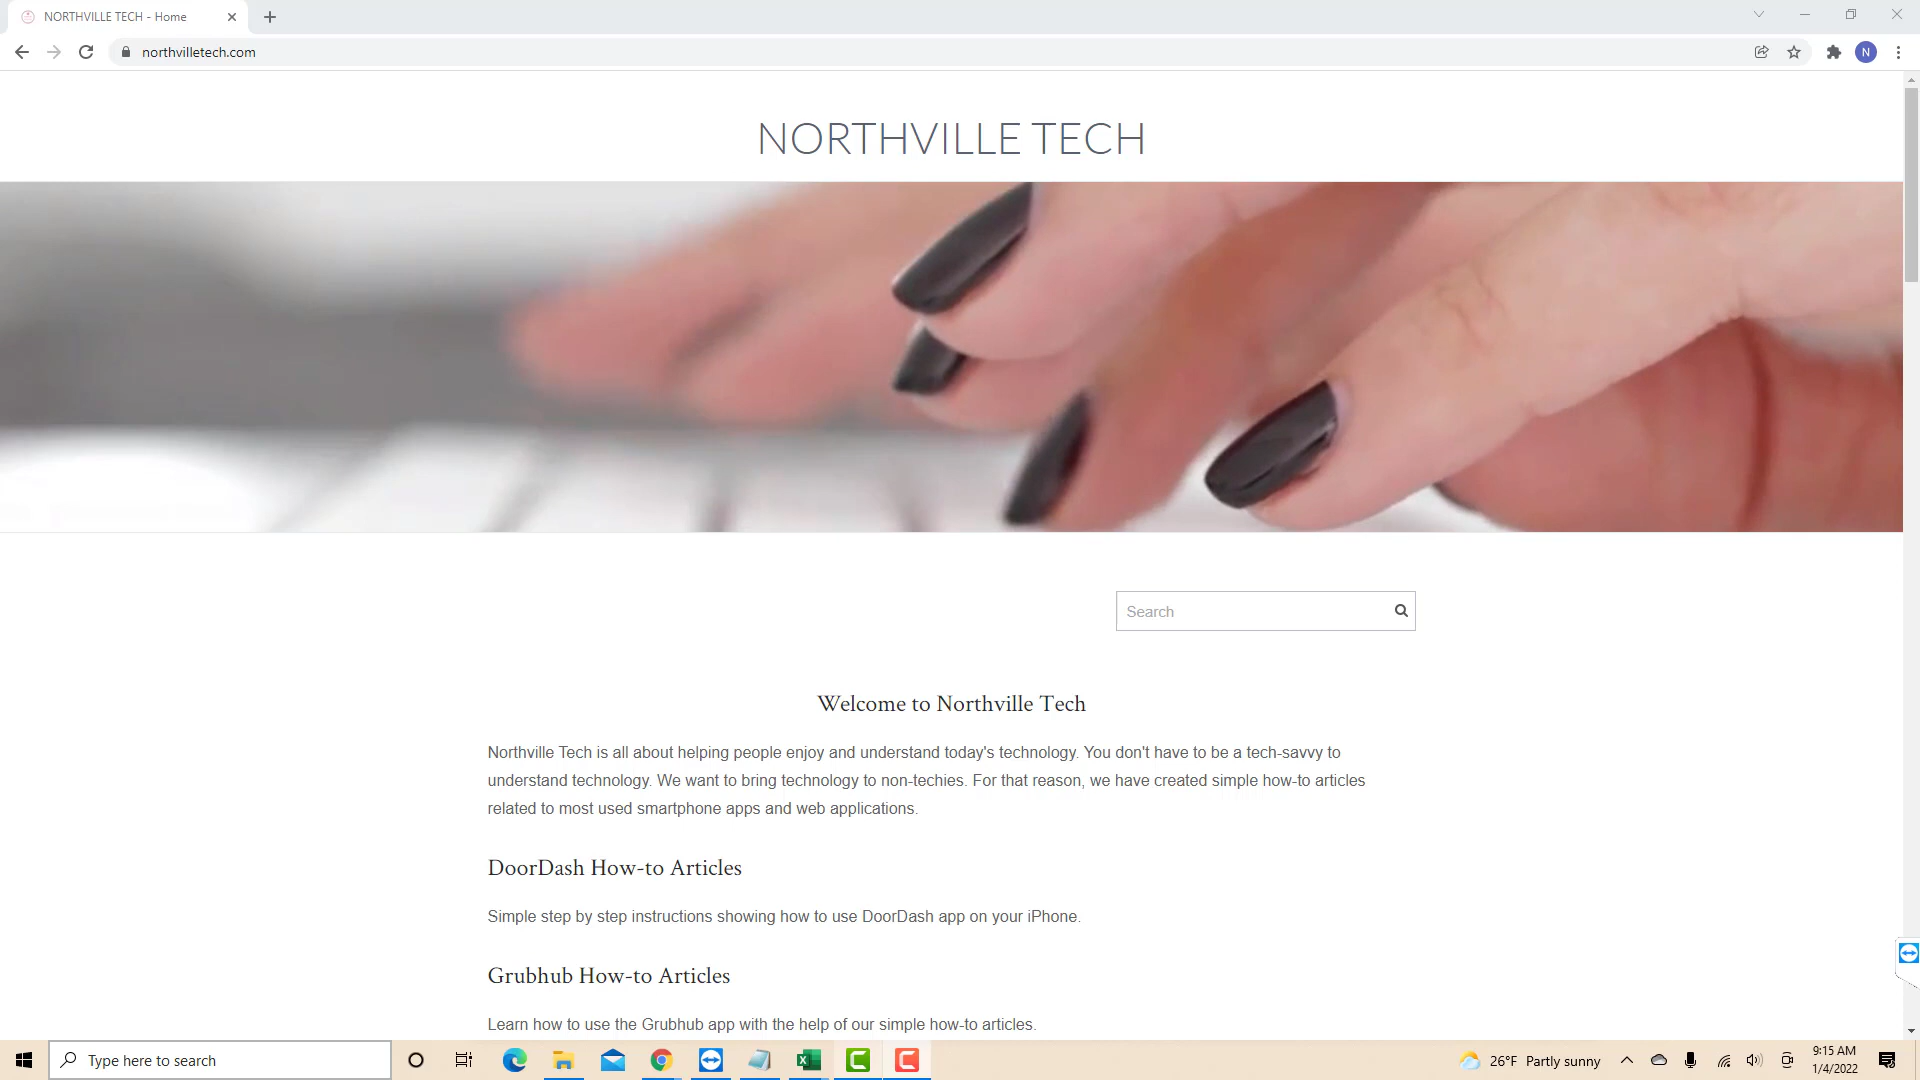 NORTHVILLE TECH - Home
northvilletech.com
N
NORTHVILLE TECH
Search
Welcome to Northville Tech
Northville Tech is all about helping people enjoy and understand today's technology. You don't have to be a tech-savvy to
understand technology. We want to bring technology to non-techies. For that reason, we have created simple how-to articles
related to most used smartphone apps and web applications.
DoorDash How-to Articles
Simple step by step instructions showing how to use DoorDash app on your iPhone.
Grubhub How-to Articles
Learn how to use the Grubhub app with the help of our simple how-to articles.
Type here to search
26°F Partly sunny
9:15 AM
1/4/2022